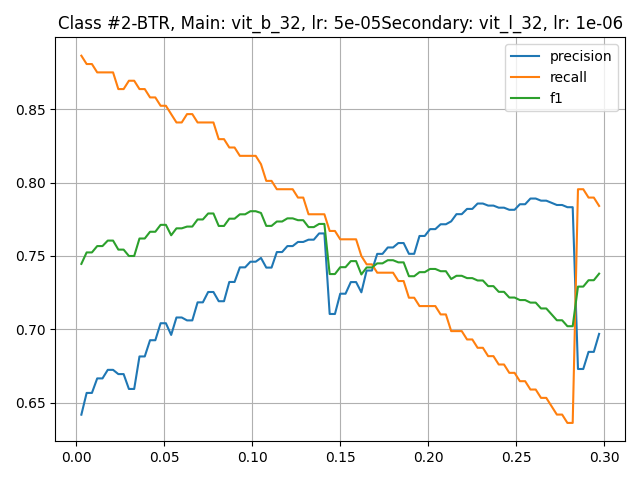 Class #2-BTR, Main: vit_b_32, lr: 5e-05Secondary: vit_l_32, lr: 1e-06
precision
recall
f1
0.85
0.80
0.75
0.70
0.65
0.00 0.05 0.10 0.15 0.20 0.25 0.30